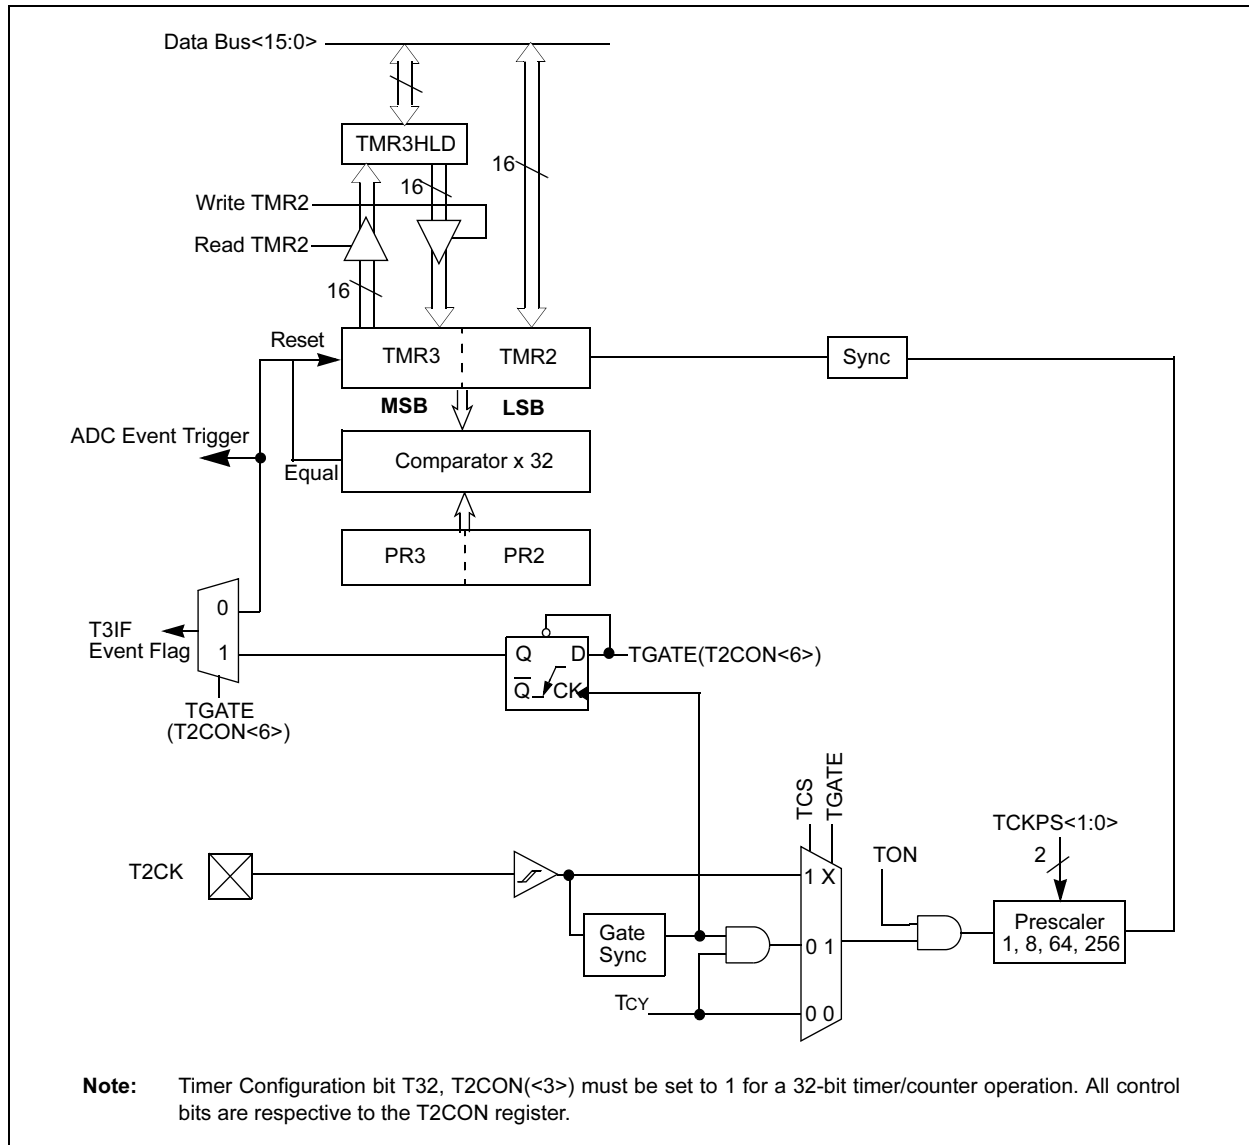 Data Bus<15:0>
TMR3HLD
16
16
Write TMR2
Read TMR2
16
Reset
TMR3
TMR2
Sync
MSB
LSB
ADC Event Trigger
Equal
Comparator x 32
PR3
PR2
0
T3IF
Event Flag
1
Q
D
TGATE(T2CON<6>)
Q
CK
TGATE
(T2CON<6>)
TCS
TGATE
TCKPS<1:0>
2
TON
T2CK
1 X
Prescaler
1, 8, 64, 256
Gate
Sync
0 1
TCY
0 0
Note: Timer Configuration bit T32, T2CON(<3>) must be set to 1 for a 32-bit timer/counter operation. All control
bits are respective to the T2CON register.